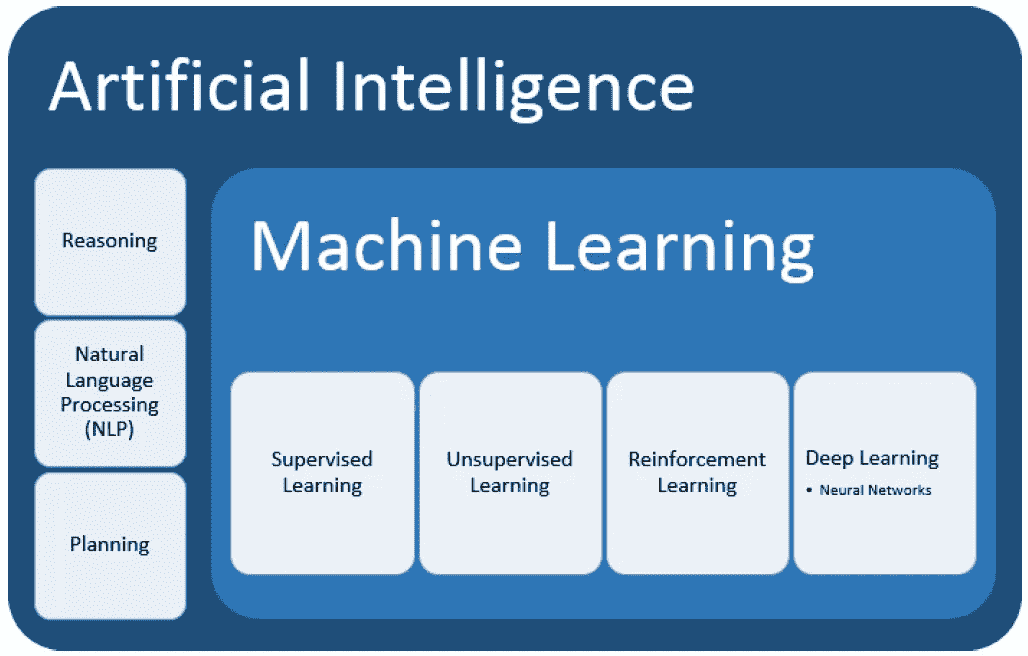 Artificial Intelligence
Reasoning
Natural
Language
Processing
(NLP)
Planning
Machine Learning
Supervised
Learning
Unsupervised
Learning
Reinforcement
Learning
Deep Learning
• Neural Networks